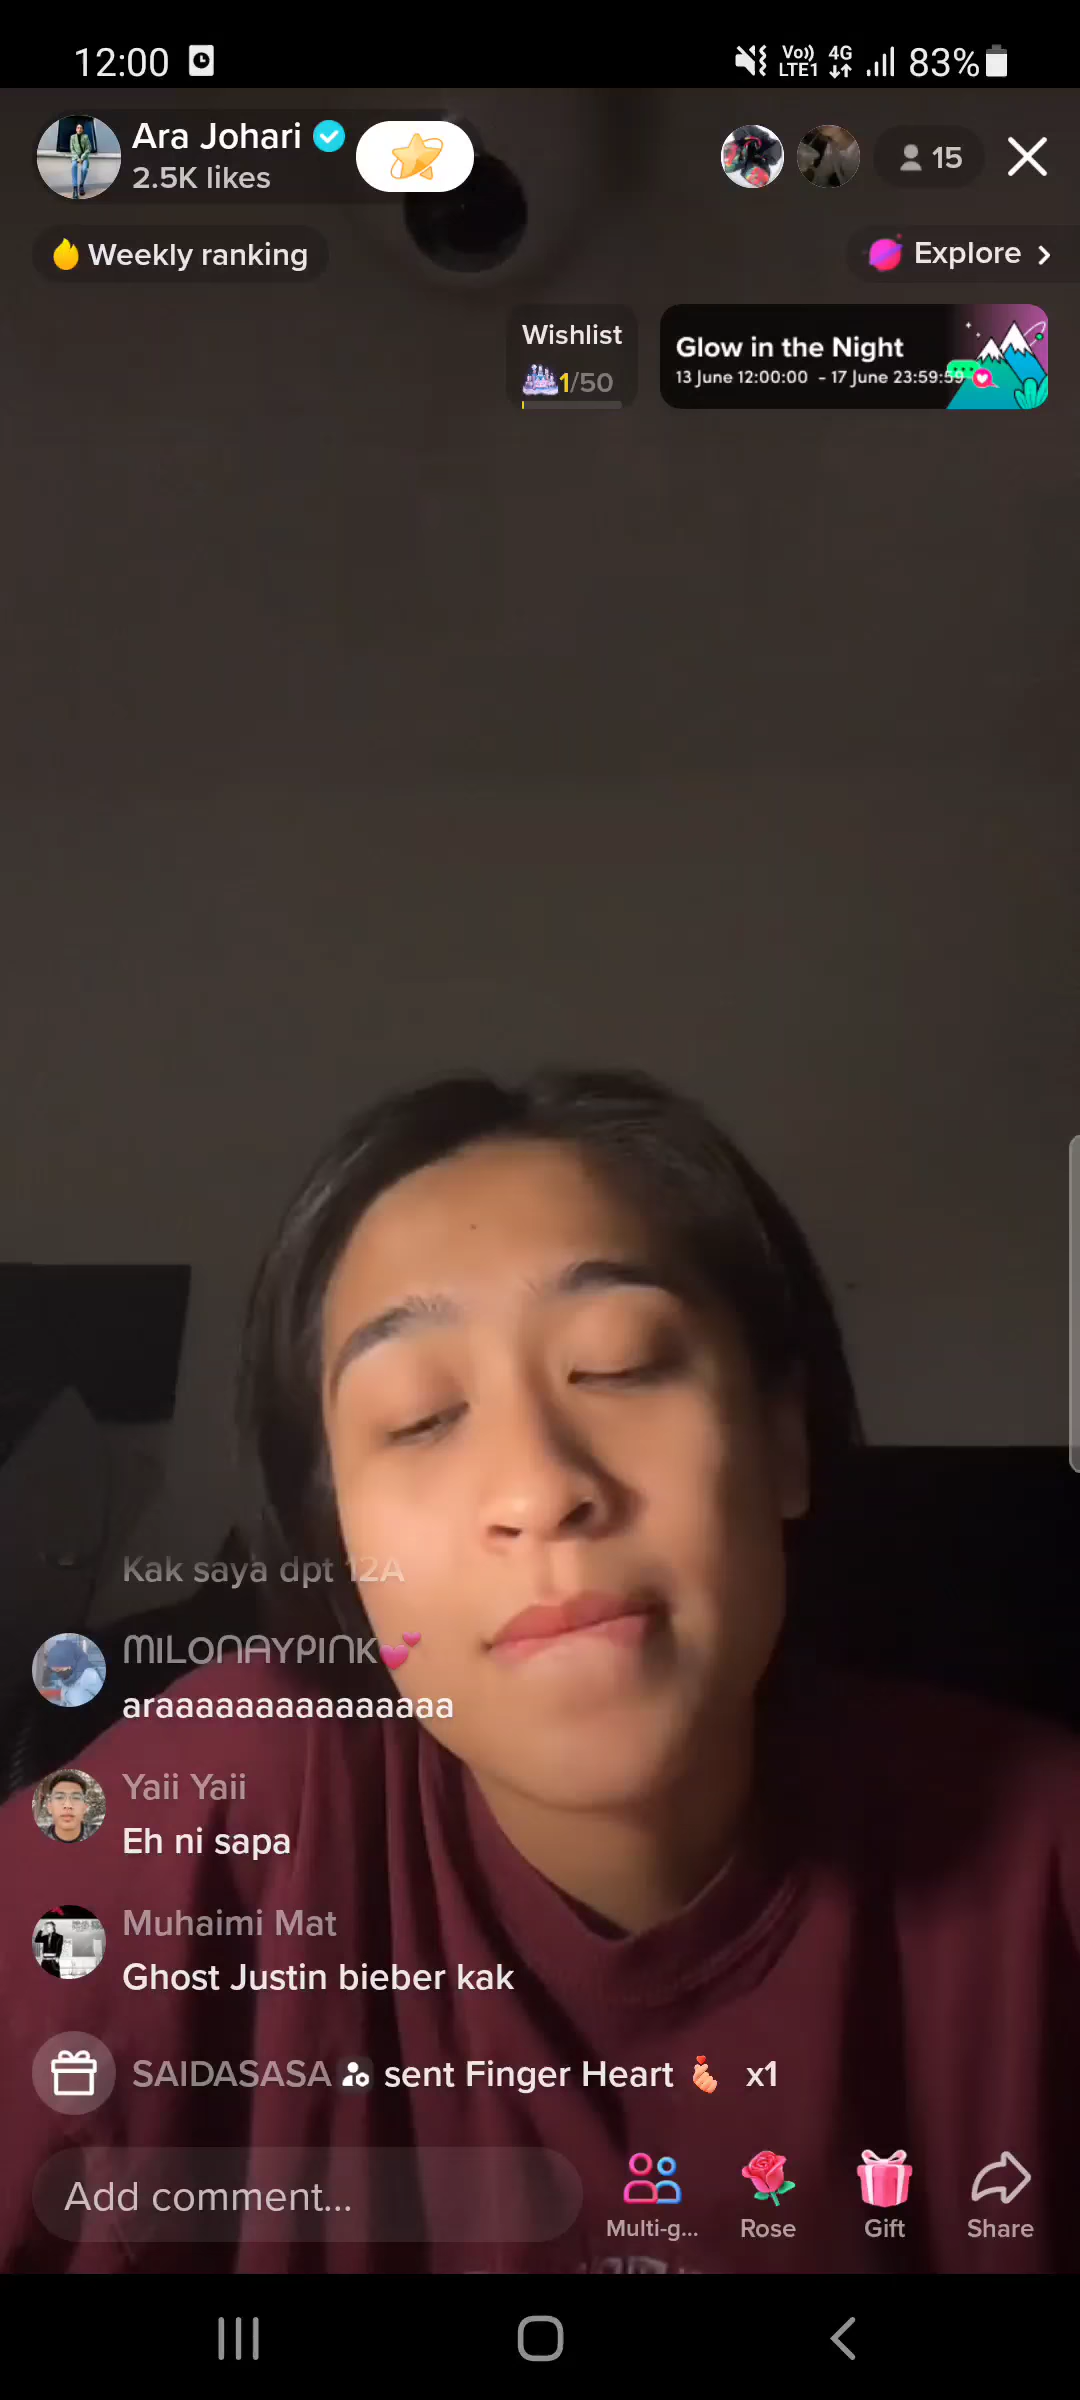 12:00
Vo)) LTE1 4G 83%
Ara Johari
2.5K likes
15
Weekly ranking
Explore >
Wishlist
1/50
Glow in the Night
13 June 12:00:00 - 17 June 23:59:59
Kak saya dpt 12A
MILONAYPINK💕
araaaaaaaaaaaaaaa
Yaii Yaii
Eh ni sapa
Muhaimi Mat
Ghost Justin bieber kak
SAIDASASA sent Finger Heart x1
Add comment...
Multi-g...
Rose
Gift
Share